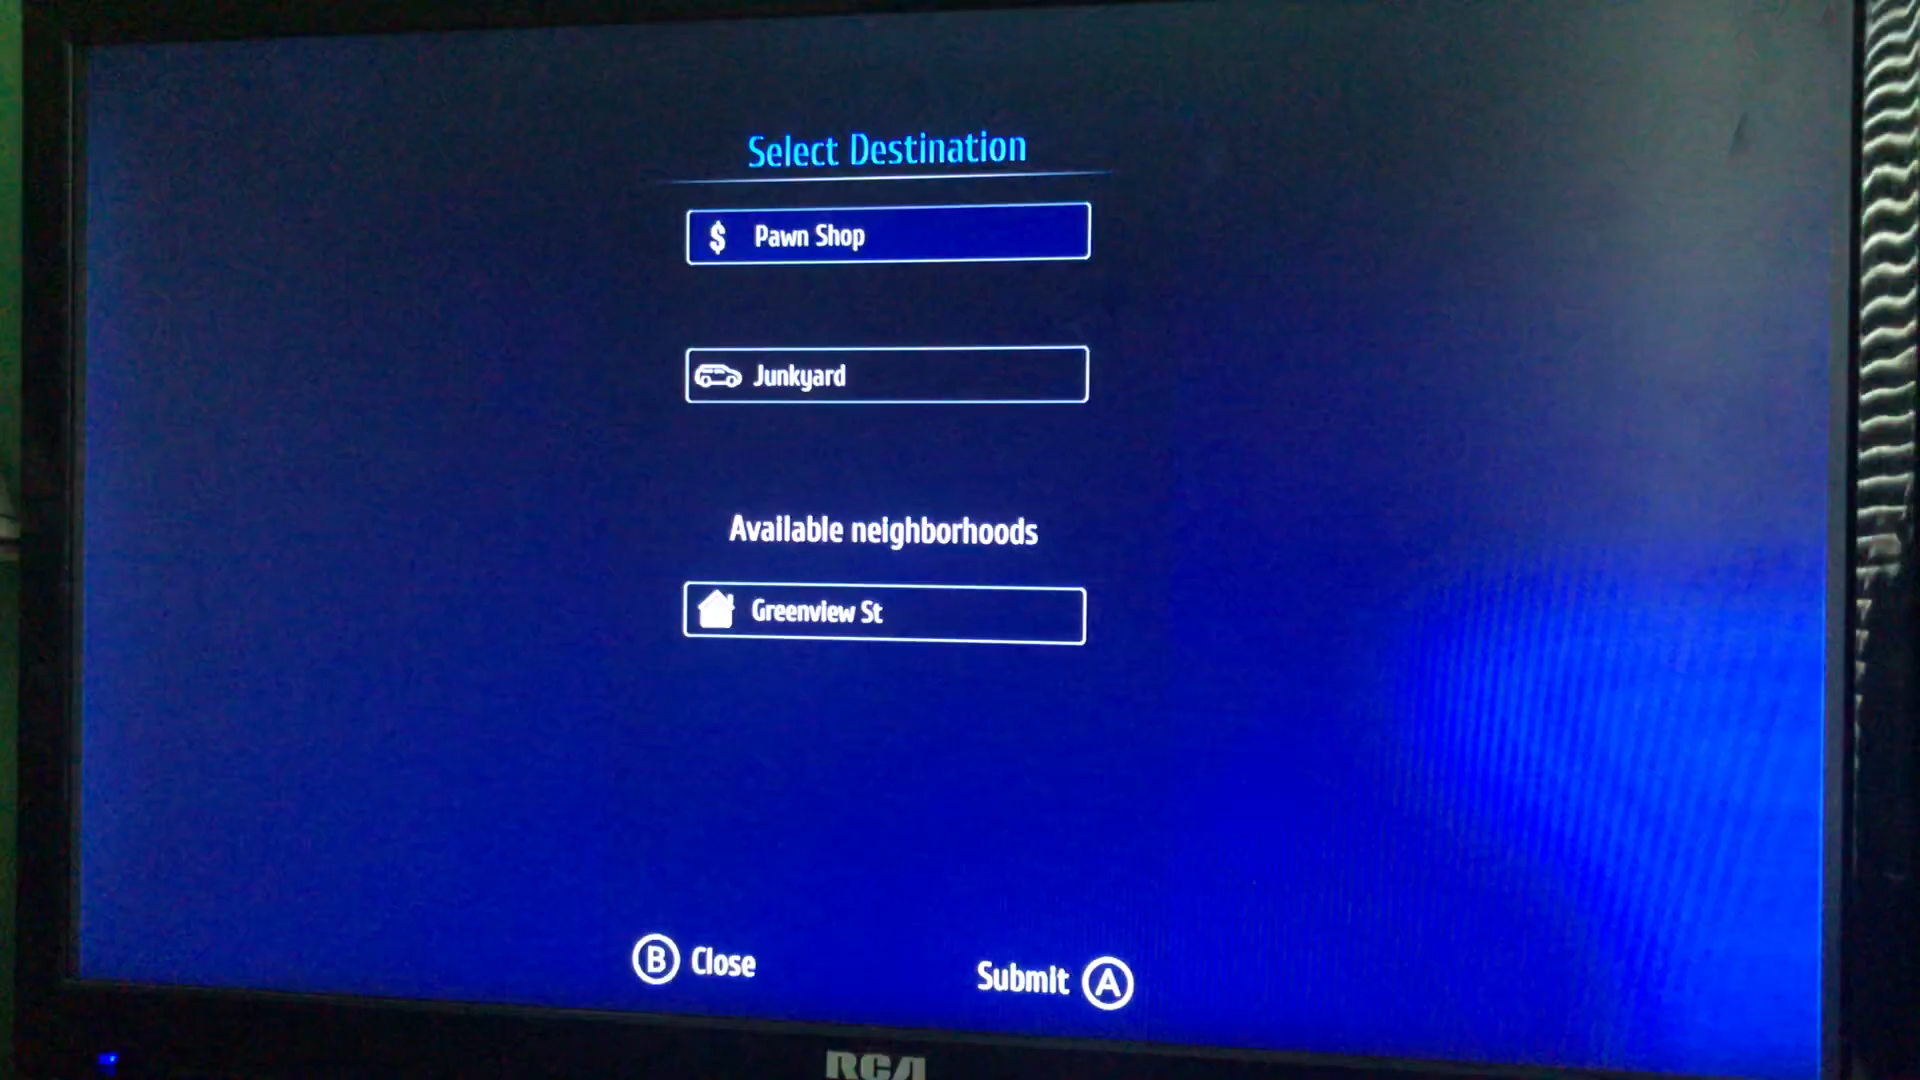 Select Destination
$ Pawn Shop
Junkyard
Available neighborhoods
Greenview St
B Close
Submit A
RCA